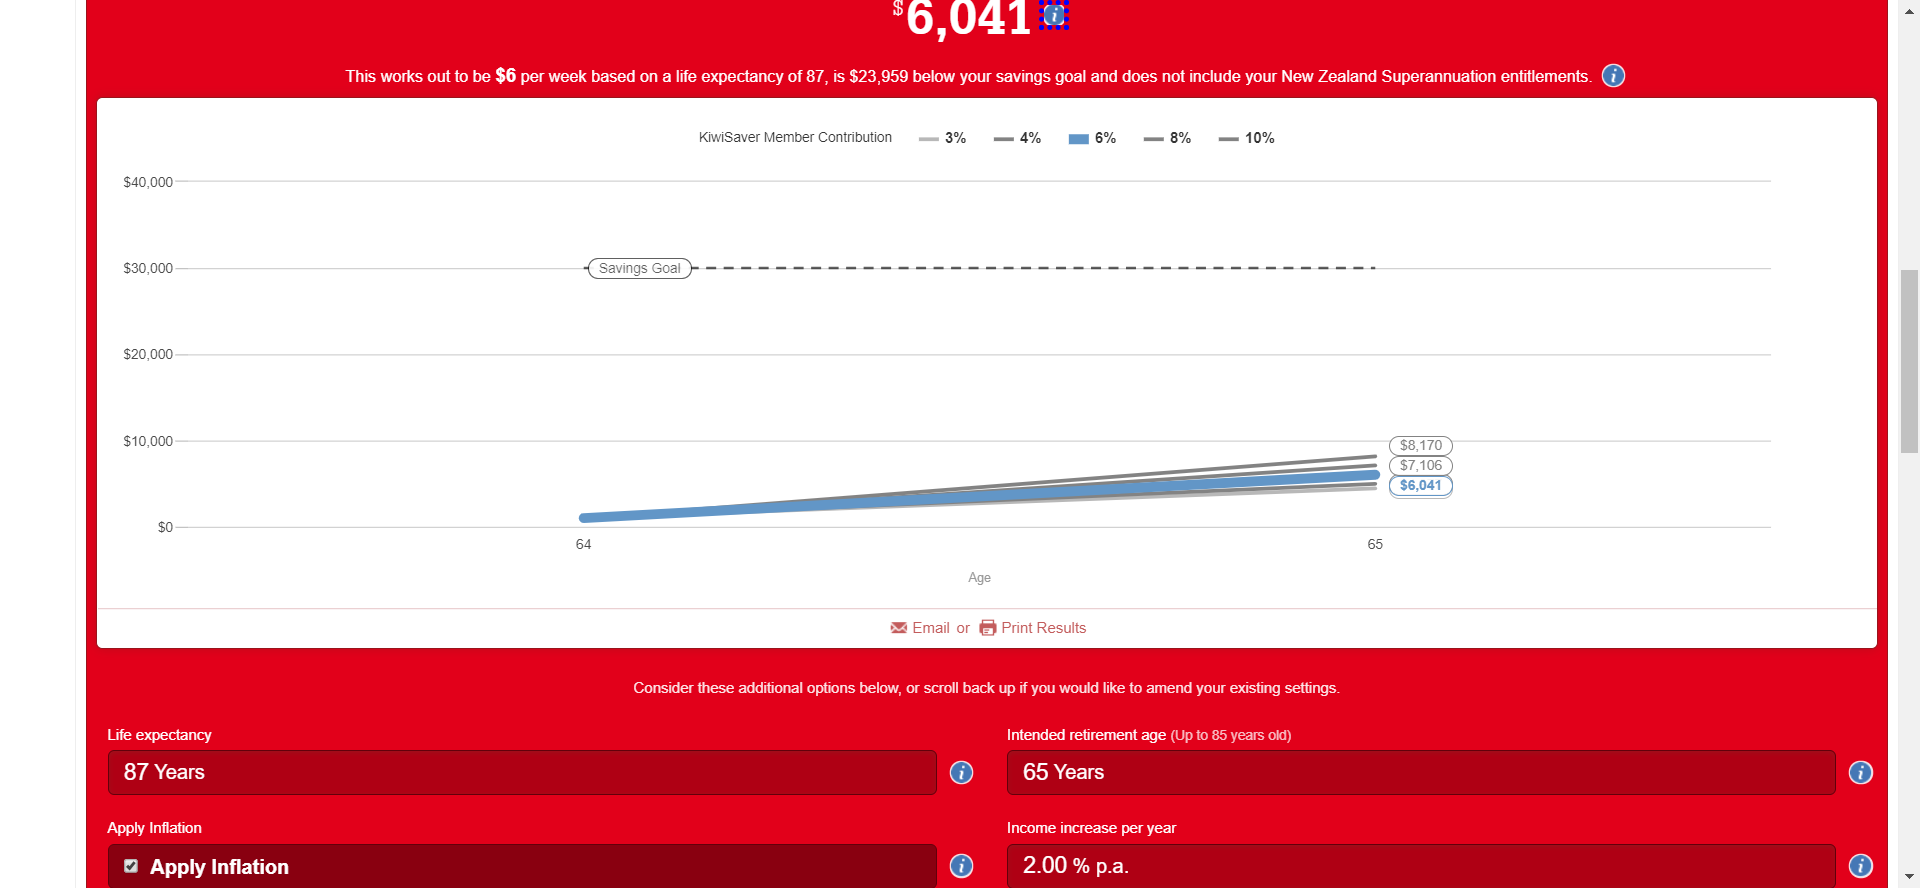 $6,041
This works out to be $6 per week based on a life expectancy of 87, is $23,959 below your savings goal and does not include your New Zealand Superannuation entitlements.
KiwiSaver Member Contribution 3% 4% 6% 8% 10%
$40,000
$30,000
Savings Goal
$20,000
$10,000
$8,170
$7,106
$6,041
$0
64 65
Age
Email or Print Results
Consider these additional options below, or scroll back up if you would like to amend your existing settings.
Life expectancy
87 Years
Intended retirement age (Up to 85 years old)
65 Years
Apply Inflation
Apply Inflation
Income increase per year
2.00 % p.a.